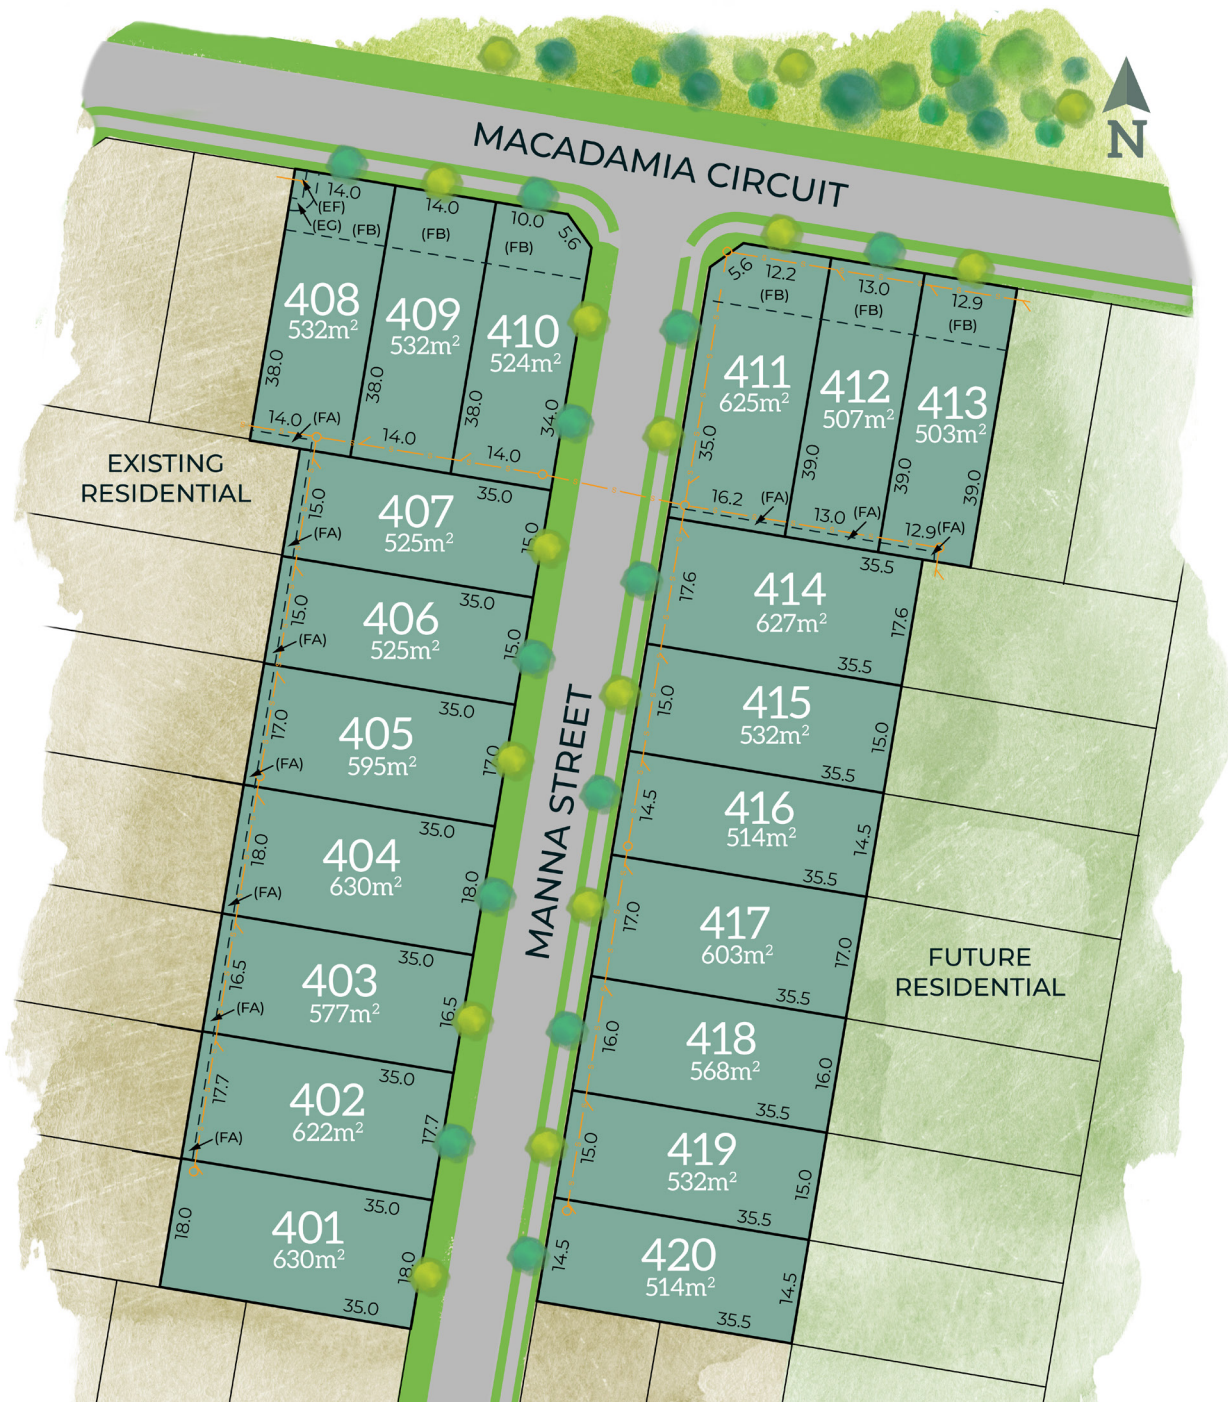 MACADAMIA CIRCUIT
N
14.0
(EF)
(EG)
(FB)
408
532m²
38.0
14.0
(FA)
14.0
(FB)
409
532m²
38.0
14.0
10.0
5.6
(FB)
410
524m²
38.0
34.0
14.0
5.6
12.2
(FB)
411
625m²
35.0
16.2
(FA)
13.0
(FB)
412
507m²
39.0
13.0
(FA)
12.9
(FB)
413
503m²
39.0
39.0
12.9
(FA)
EXISTING
RESIDENTIAL
35.0
407
525m²
15.0
15.0
(FA)
35.0
406
525m²
15.0
15.0
(FA)
35.0
405
595m²
17.0
17.0
(FA)
35.0
404
630m²
18.0
18.0
(FA)
35.0
403
577m²
16.5
16.5
(FA)
35.0
402
622m²
17.7
17.7
(FA)
35.0
401
630m²
18.0
18.0
35.0
MANNA STREET
35.5
414
627m²
17.6
17.6
35.5
415
532m²
15.0
15.0
35.5
416
514m²
14.5
14.5
35.5
417
603m²
17.0
17.0
35.5
418
568m²
16.0
16.0
35.5
419
532m²
15.0
15.0
35.5
420
514m²
14.5
14.5
35.5
FUTURE
RESIDENTIAL